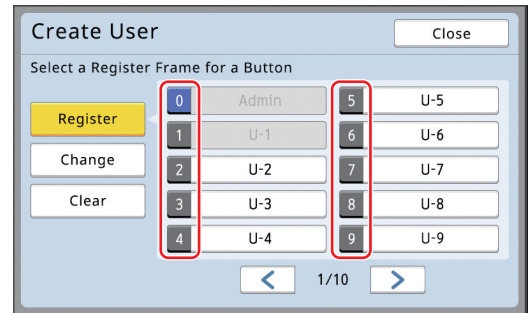 Create User
Close
Select a Register Frame for a Button
Register
Change
Clear
0 Admin
1 U-1
2 U-2
3 U-3
4 U-4
5 U-5
6 U-6
7 U-7
8 U-8
9 U-9
< 1/10 >